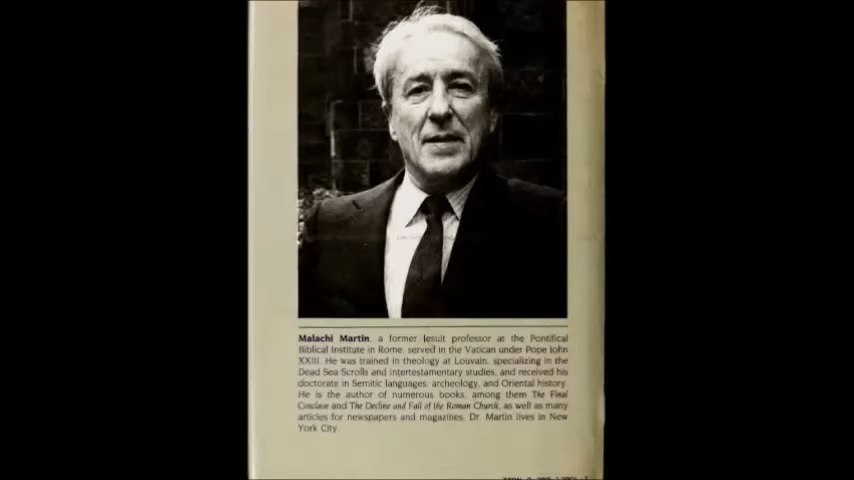 Malachi Martin, a former Jesuit professor at the Pontifical
Biblical Institute in Rome, served in the Vatican under Pope John
XXIII. He was trained in theology at Louvain, specializing in the
Dead Sea Scrolls and intertestamentary studies, and received his
doctorate in Semitic languages, archeology, and Oriental history.
He is the author of numerous books, among them The Final
Conclave and The Decline and Fall of the Roman Church, as well as many
articles for newspapers and magazines. Dr. Martin lives in New
York City.